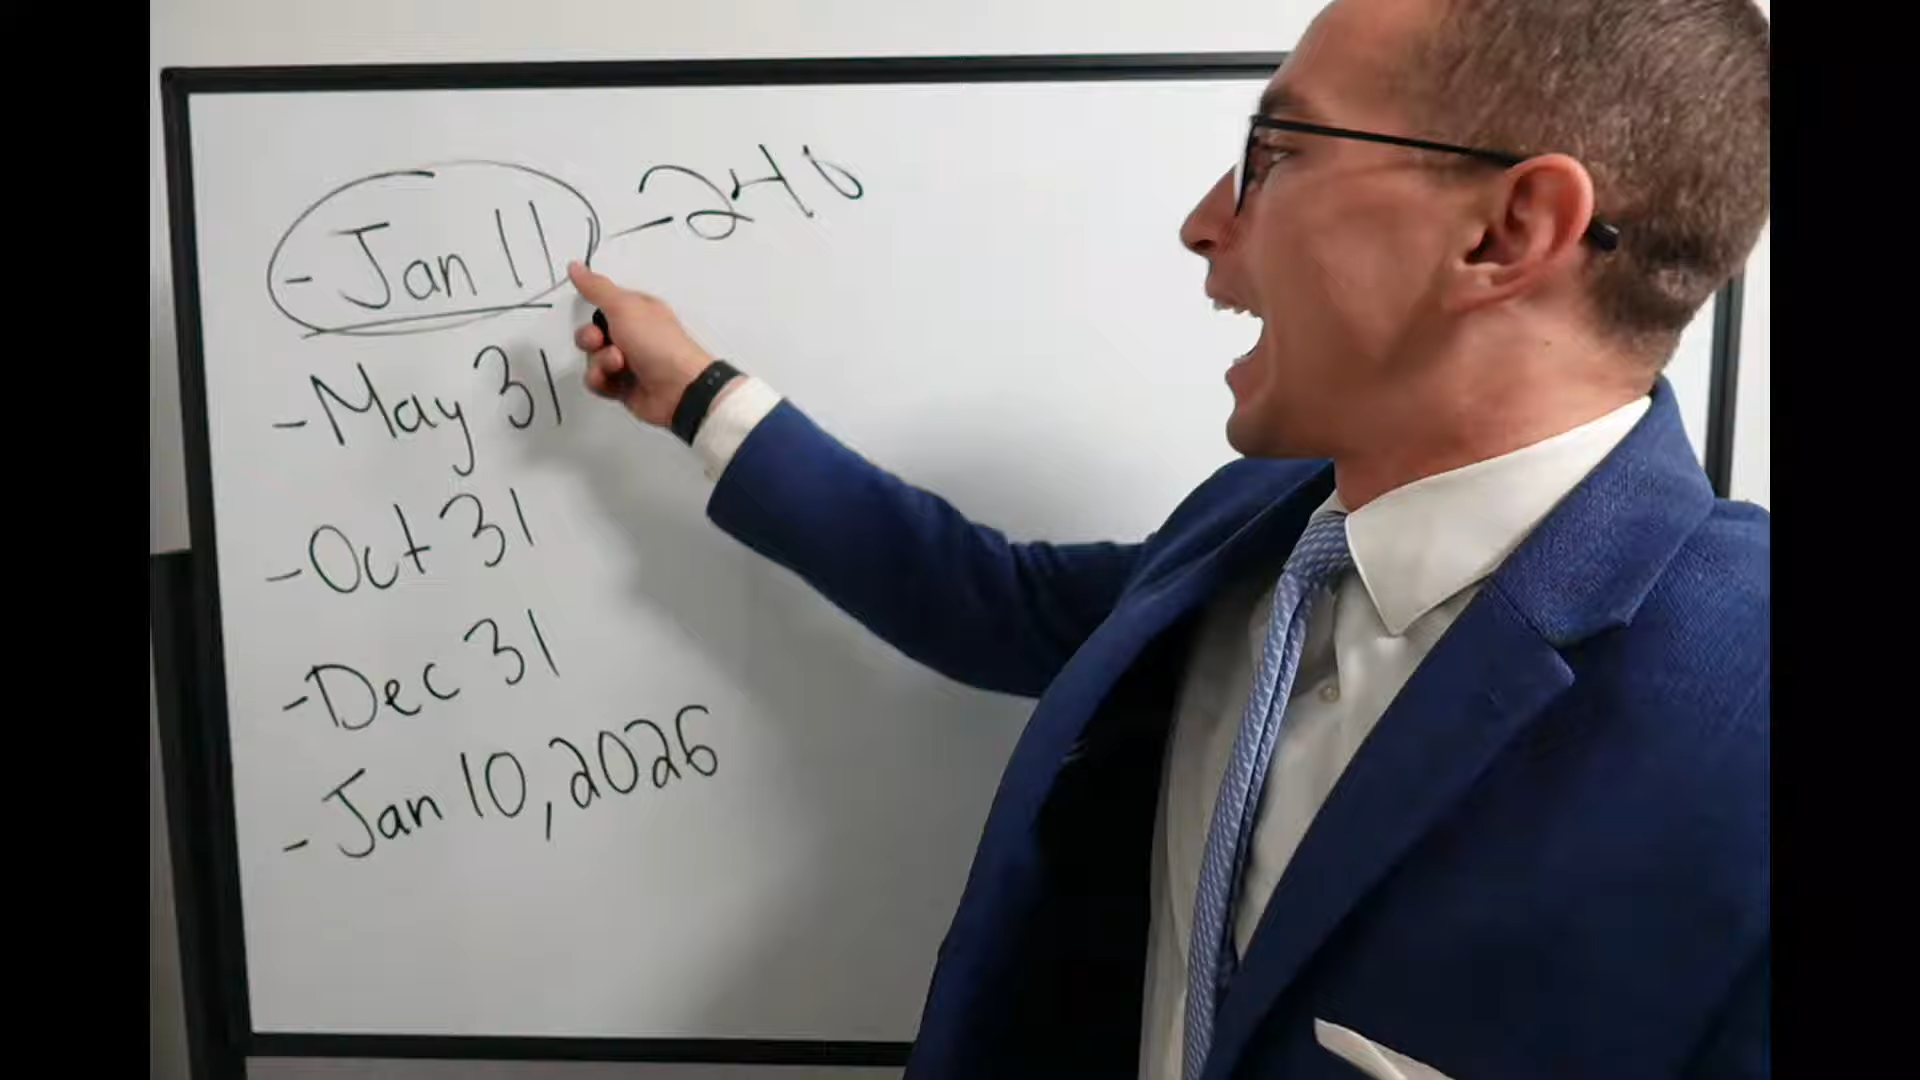 - Jan 11 - 240
- May 31
- Oct 31
- Dec 31
- Jan 10, 2026